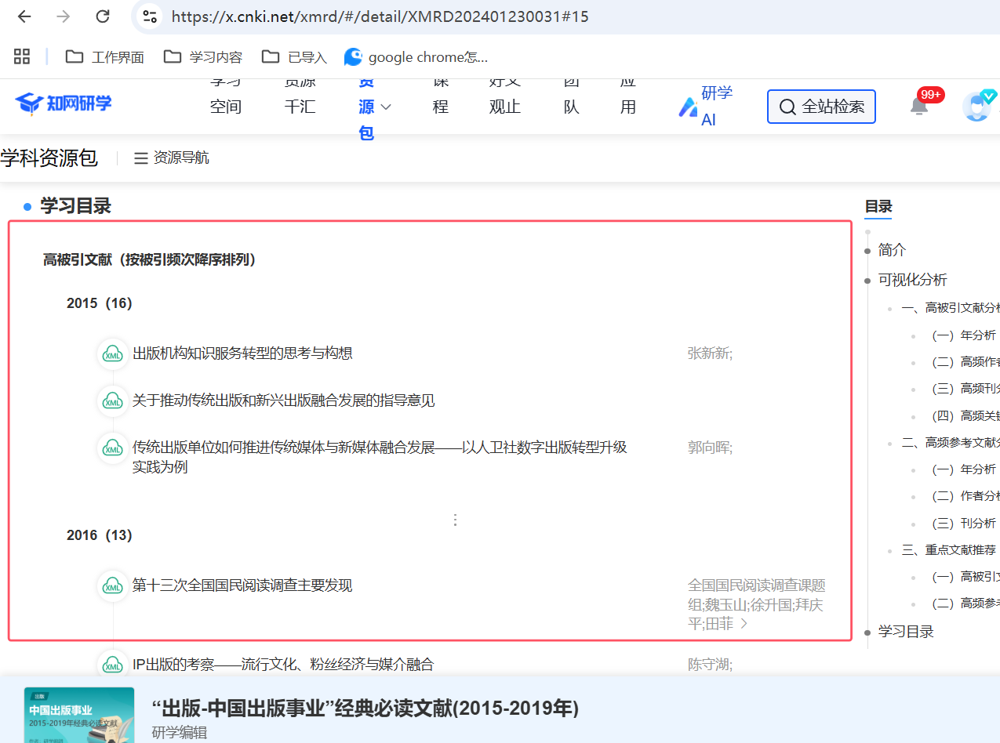 https://x.cnki.net/xmrd/#/detail/XMRD202401230031#15
工作界面
学习内容
已导入
google chrome怎...
知网研学
学习
空间
资源
千汇
资
源
包
课
程
好文
观止
团
队
应
用
研学
AI
全站检索
99+
学科资源包
资源导航
学习目录
高被引文献（按被引频次降序排列）
2015（16）
XML
出版机构知识服务转型的思考与构想
张新新;
XML
关于推动传统出版和新兴出版融合发展的指导意见
XML
传统出版单位如何推进传统媒体与新媒体融合发展——以人卫社数字出版转型升级
实践为例
郭向晖;
2016（13）
XML
第十三次全国国民阅读调查主要发现
全国国民阅读调查课题
组;魏玉山;徐升国;拜庆
平;田菲
XML
IP出版的考察——流行文化、粉丝经济与媒介融合
陈守湖;
目录
简介
可视化分析
一、高被引文献分析
（一）年分析
（二）高频作者
（三）高频刊分
（四）高频关键
二、高频参考文献分
（一）年分析
（二）作者分析
（三）刊分析
三、重点文献推荐
（一）高被引文
（二）高频参考
学习目录
出版
中国出版事业
2015-2019年经典必读文献
“出版-中国出版事业”经典必读文献(2015-2019年)
研学编辑